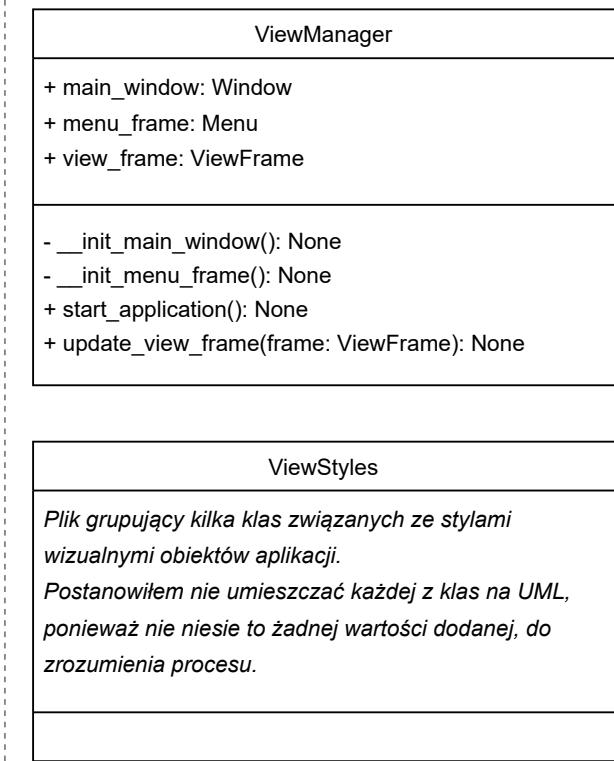 ViewManager
+ main_window: Window
+ menu_frame: Menu
+ view_frame: ViewFrame
- __init_main_window(): None
- __init_menu_frame(): None
+ start_application(): None
+ update_view_frame(frame: ViewFrame): None
ViewStyles
Plik grupujący kilka klas związanych ze stylami
wizualnymi obiektów aplikacji.
Postanowiłem nie umieszczać każdej z klas na UML,
ponieważ nie niesie to żadnej wartości dodanej, do
zrozumienia procesu.